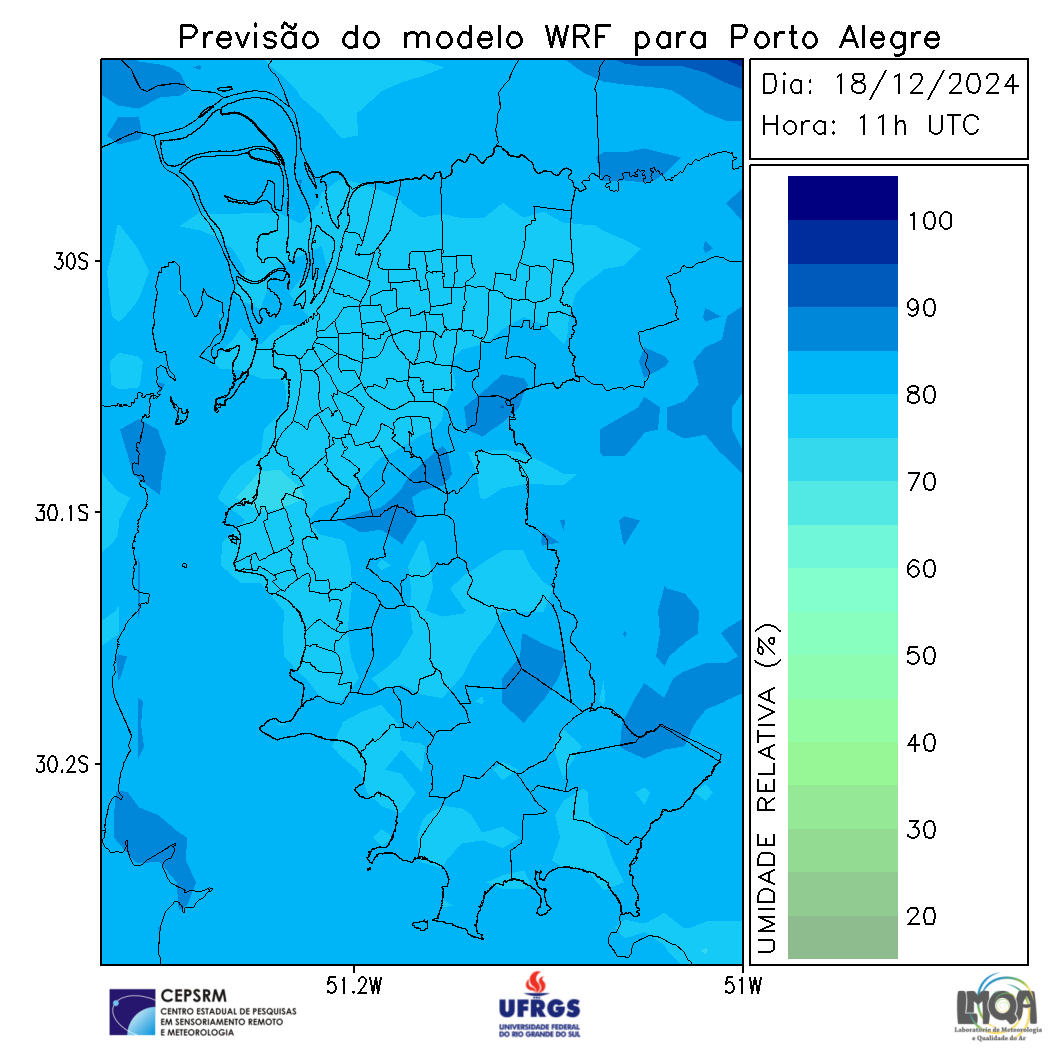 Previsão do modelo WRF para Porto Alegre
Dia: 18/12/2024
Hora: 11h UTC
100
90
80
70
60
50
40
30
20
UMIDADE RELATIVA (%)
30S
30.1S
30.2S
51.2W
51W
CEPSRM
CENTRO ESTADUAL DE PESQUISAS
EM SENSORIAMENTO REMOTO
E METEOROLOGIA
UFRGS
UNIVERSIDADE FEDERAL
DO RIO GRANDE DO SUL
LMQA
Laboratório de Meteorologia
e Qualidade do Ar